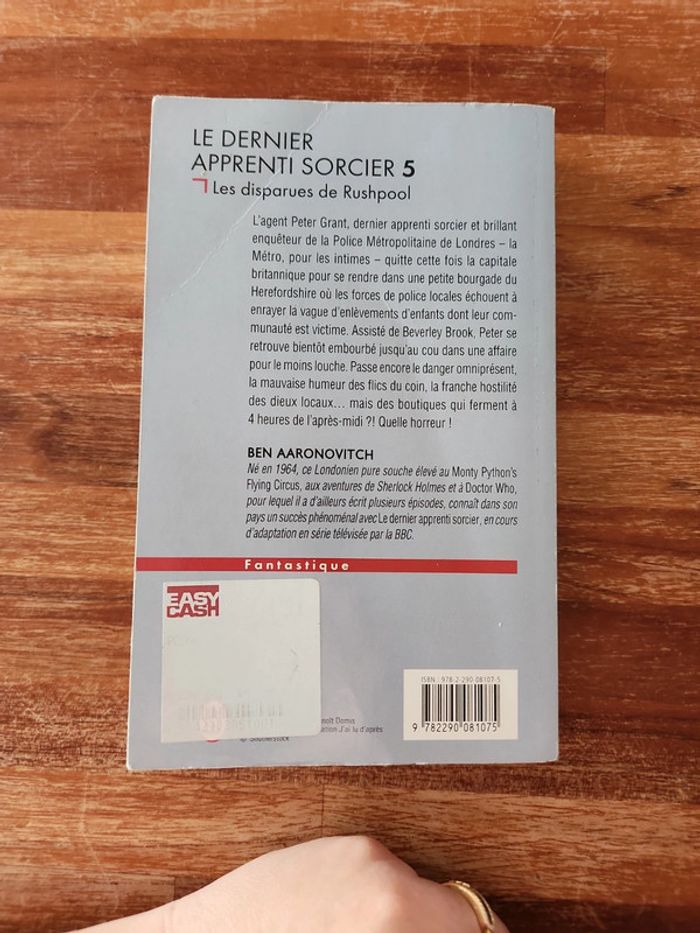 LE DERNIER
APPRENTI SORCIER 5
Les disparues de Rushpool
L'agent Peter Grant, dernier apprenti sorcier et brillant
enquêteur de la Police Métropolitaine de Londres – la
Métro, pour les intimes – quitte cette fois la capitale
britannique pour se rendre dans une petite bourgade du
Herefordshire où les forces de police locales échouent à
enrayer la vague d'enlèvements d'enfants dont leur com-
munauté est victime. Assisté de Beverley Brook, Peter se
retrouve bientôt embourbé jusqu'au cou dans une affaire
pour le moins louche. Passe encore le danger omniprésent,
la mauvaise humeur des flics du coin, la franche hostilité
des dieux locaux... mais des boutiques qui ferment à
4 heures de l'après-midi ?! Quelle horreur !
BEN AARONOVITCH
Né en 1964, ce Londonien pure souche élevé au Monty Python's
Flying Circus, aux aventures de Sherlock Holmes et à Doctor Who,
pour lequel il a d'ailleurs écrit plusieurs épisodes, connaît dans son
pays un succès phénoménal avec Le dernier apprenti sorcier, en cours
d'adaptation en série télévisée par la BBC.
Fantastique
EASY
CASH
ISBN : 978-2-290-08107-5
9 782290 081075
noît Domis
ation J'ai lu d'après
© Shutterstock